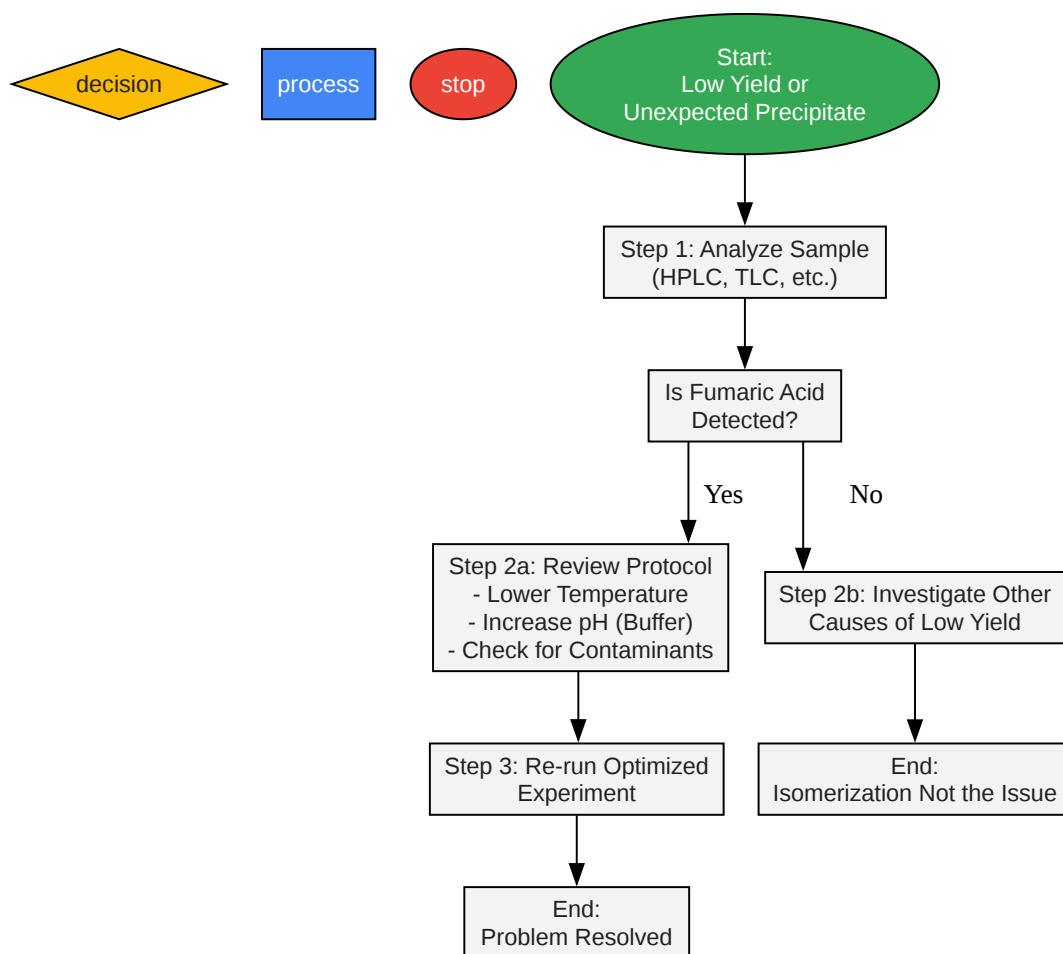 decision
process
stop
Start:
Low Yield or
Unexpected Precipitate
Step 1: Analyze Sample
(HPLC, TLC, etc.)
Is Fumaric Acid
Detected?
Yes
No
Step 2a: Review Protocol
- Lower Temperature
- Increase pH (Buffer)
- Check for Contaminants
Step 2b: Investigate Other
Causes of Low Yield
Step 3: Re-run Optimized
Experiment
End:
Isomerization Not the Issue
End:
Problem Resolved